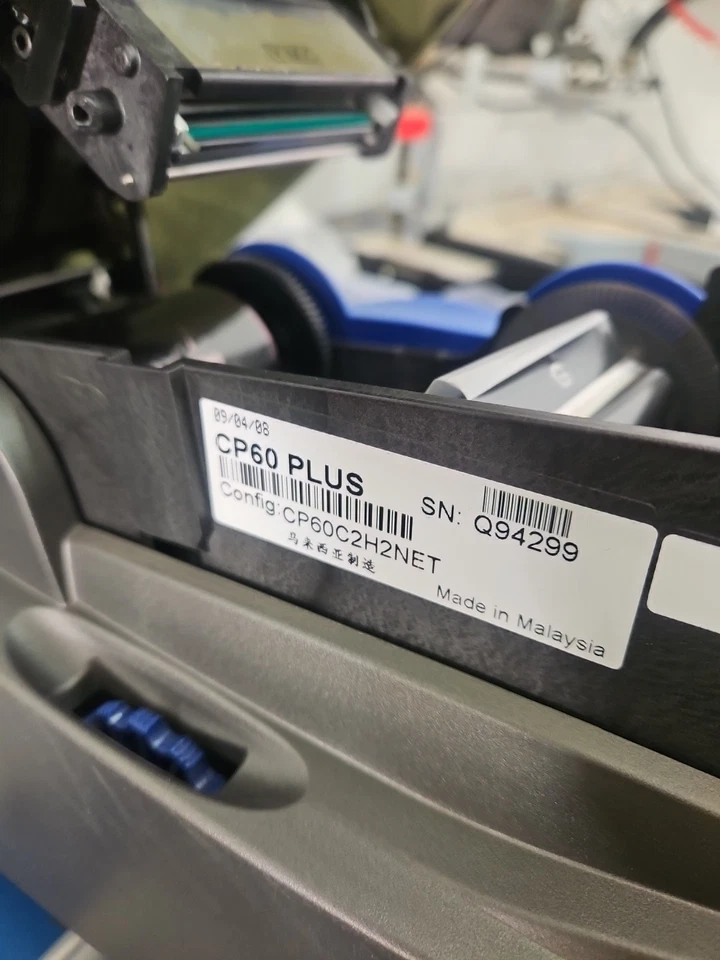 09/04/08
CP60 PLUS
SN: Q94299
Config:CP60C2H2NET
马来西亚制造
Made in Malaysia